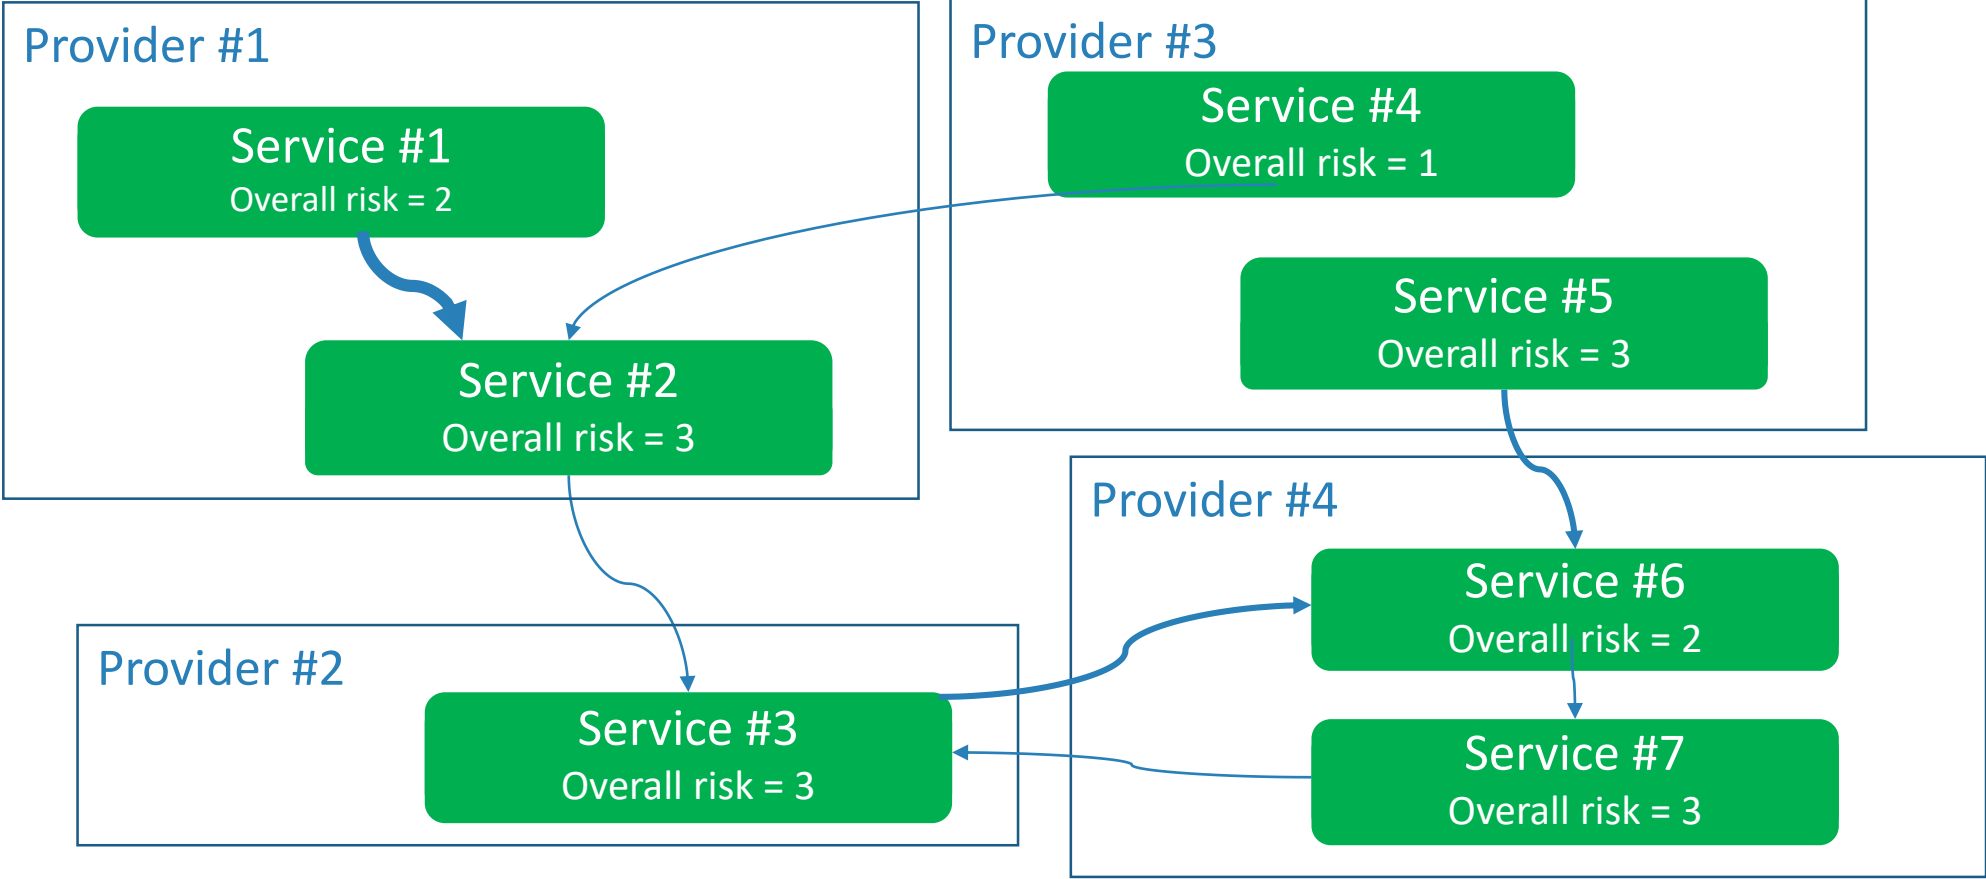 Provider #1
Service #1
Overall risk = 2
Service #2
Overall risk = 3
Provider #3
Service #4
Overall risk = 1
Service #5
Overall risk = 3
Provider #2
Service #3
Overall risk = 3
Provider #4
Service #6
Overall risk = 2
Service #7
Overall risk = 3